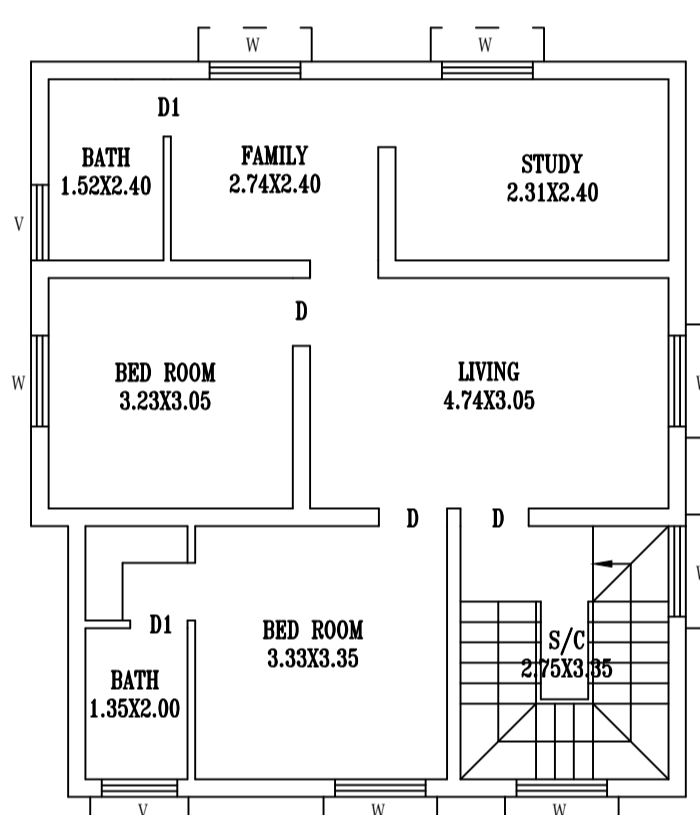 W
W
D1
BATH
1.52X2.40
FAMILY
2.74X2.40
STUDY
2.31X2.40
V
D
W
BED ROOM
3.23X3.05
LIVING
4.74X3.05
W
D
D
W
D1
BED ROOM
3.33X3.35
S/C
2.75X3.35
BATH
1.35X2.00
V
W
W